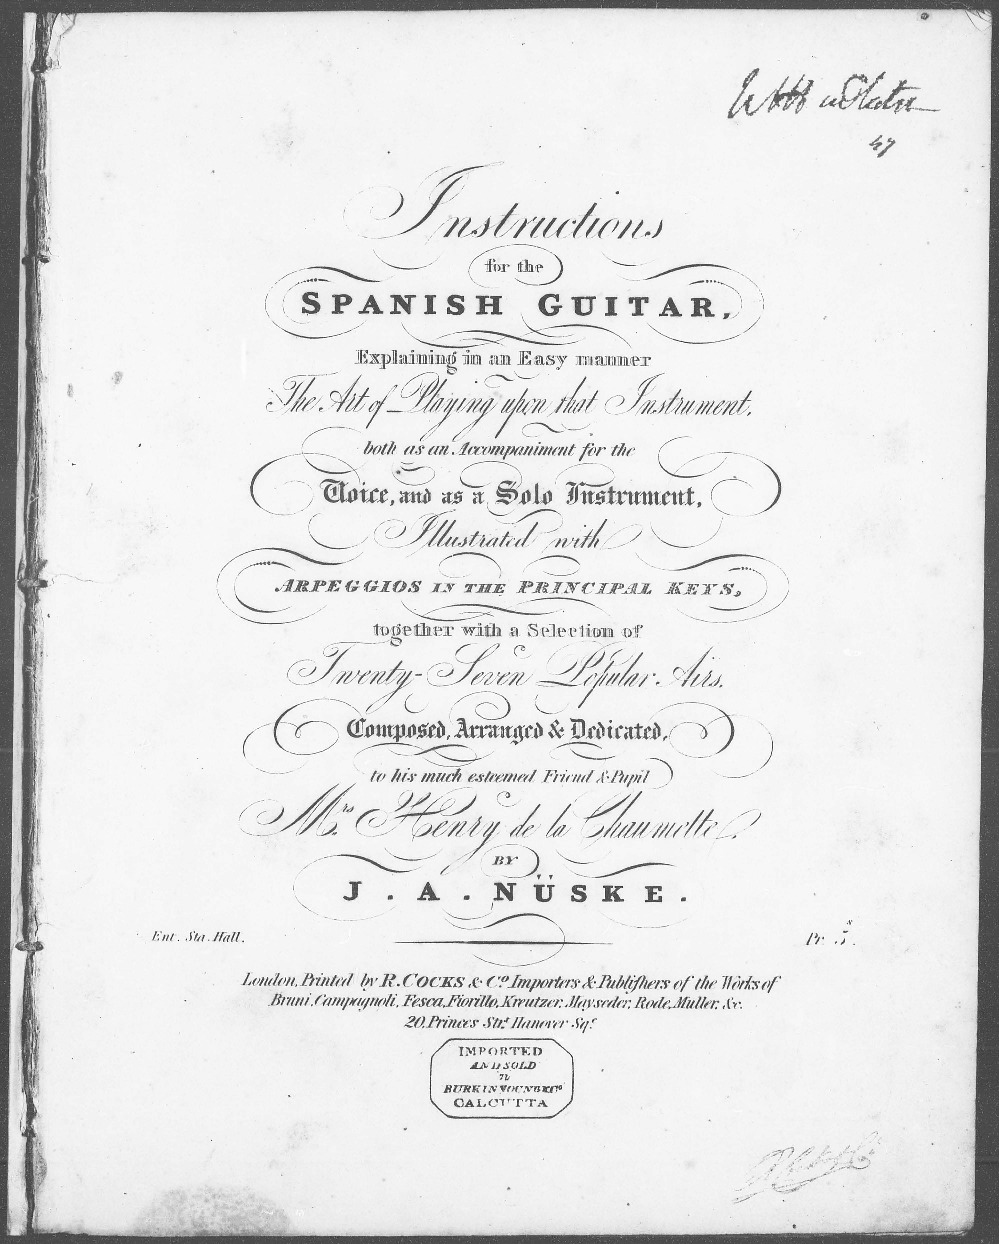 47
Instructions
for the
SPANISH GUITAR,
Explaining in an Easy manner
The Art of Playing upon that Instrument,
both as an Accompaniment for the
Voice, and as a Solo Instrument,
Illustrated with
ARPEGGIOS IN THE PRINCIPAL KEYS,
together with a Selection of
Twenty-Seven Popular Airs.
Composed, Arranged & Dedicated,
to his much esteemed Friend & Pupil
Mrs. Henry de la Chaumette.
BY
J. A. NÜSKE.
Ent. Sta. Hall.
Pr. 5s.
London, Printed by R. COCKS & Co. Importers & Publishers of the Works of
Bruni, Campagnoli, Fesca, Fiorillo, Kreutzer, Mayseder, Rode, Muller, &c.
20, Princes Strt. Hanover Sqr.
IMPORTED
AND SOLD
CALCUTTA